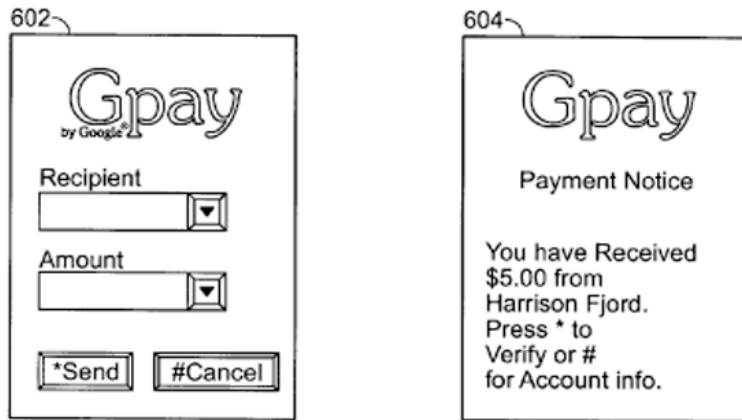 602
Gpay
by Google®
Recipient
Amount
*Send #Cancel
604
Gpay
Payment Notice
You have Received
$5.00 from
Harrison Fjord.
Press * to
Verify or #
for Account info.